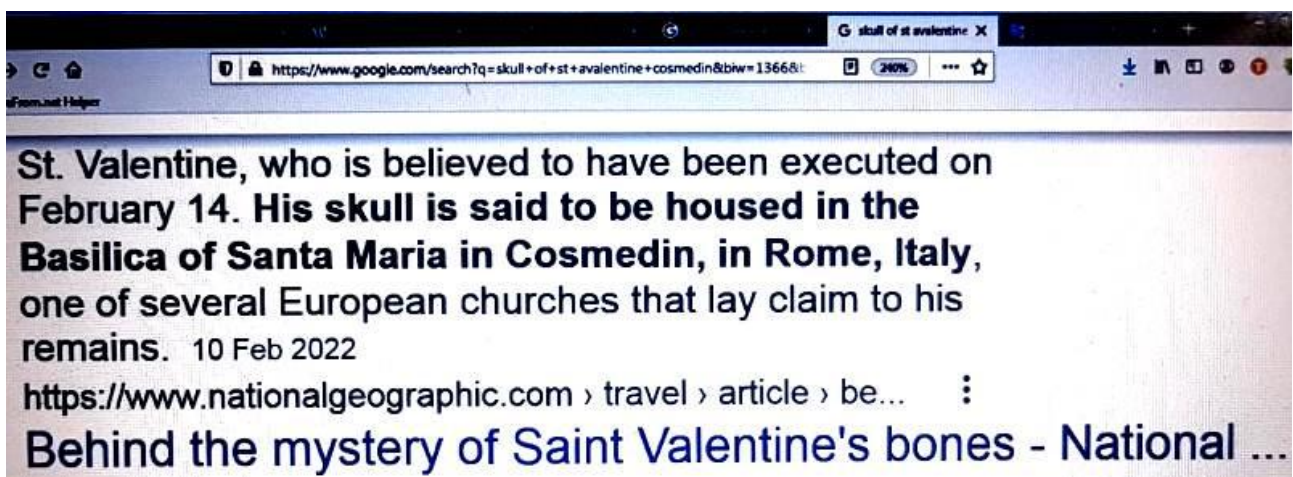 G skull of st avalentine X
https://www.google.com/search?q=skull+of+st+avalentine+cosmedin&biw=1366&
240%
Helper
St. Valentine, who is believed to have been executed on
February 14. His skull is said to be housed in the
Basilica of Santa Maria in Cosmedin, in Rome, Italy,
one of several European churches that lay claim to his
remains. 10 Feb 2022
https://www.nationalgeographic.com › travel › article › be...
Behind the mystery of Saint Valentine's bones - National ...